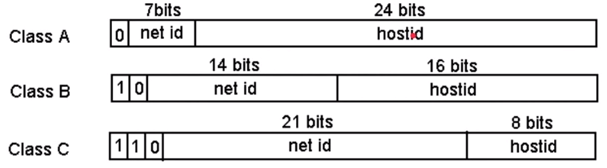 7bits 24 bits
Class A 0 net id hostid
14 bits 16 bits
Class B 1 0 net id hostid
21 bits 8 bits
Class C 1 1 0 net id hostid